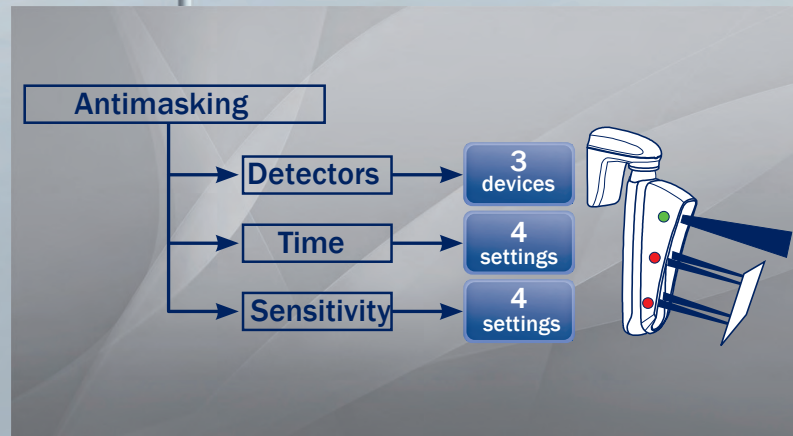 Antimasking
Detectors
3
devices
Time
4
settings
Sensitivity
4
settings